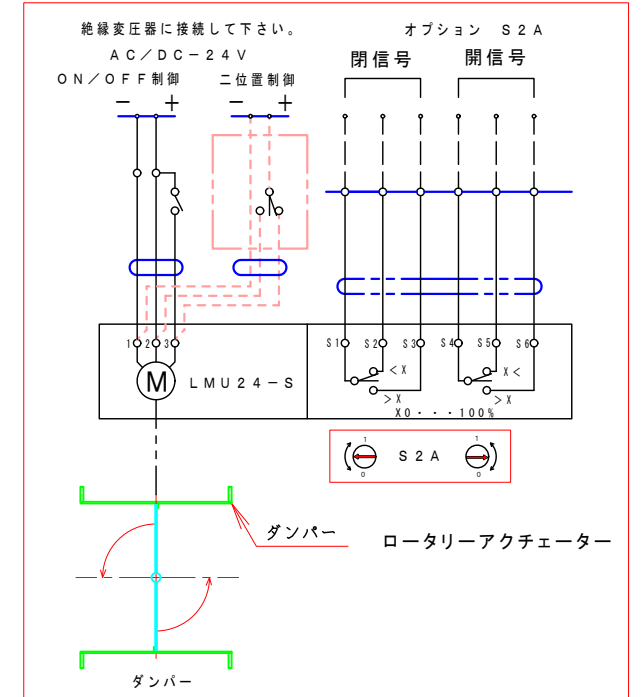 絶縁変圧器に接続して下さい。
AC/DC-24V
ON/OFF制御 二位置制御
- + - +
オプション S2A
閉信号 開信号
1 2 3
M LMU24-S
S1 S2 S3 S4 S5 S6
<X X<
>X >X
X0・・・100%
1 1
S2A
0 0
ダンパー
ロータリーアクチェーター
ダンパー